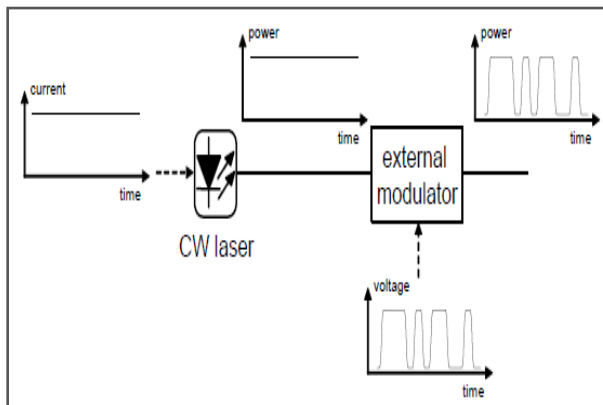 power
power
current
time
time
time
external
modulator
CW laser
voltage
time